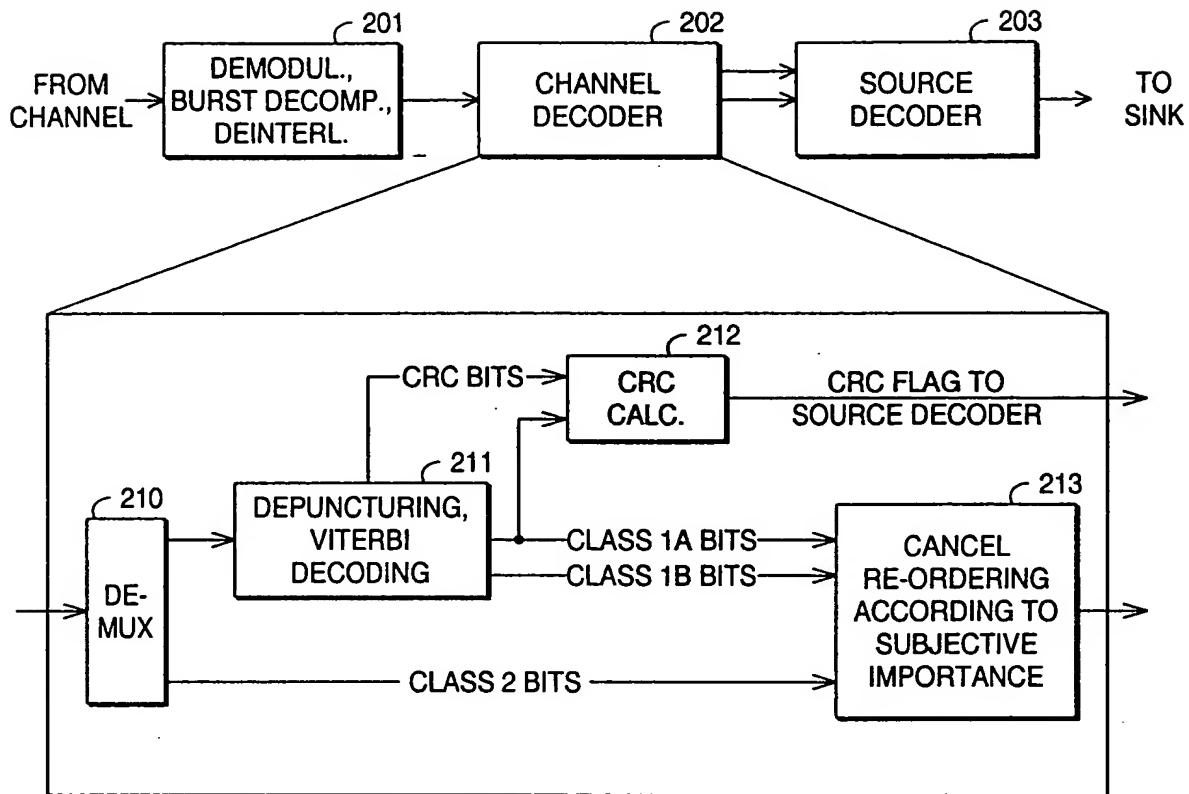 201
202
203
FROM
CHANNEL
DEMODUL.,
BURST DECOMP.,
DEINTERL.
CHANNEL
DECODER
SOURCE
DECODER
TO
SINK
212
CRC BITS
CRC
CALC.
CRC FLAG TO
SOURCE DECODER
210
211
213
DE-
MUX
DEPUNCTURING,
VITERBI
DECODING
CLASS 1A BITS
CLASS 1B BITS
CLASS 2 BITS
CANCEL
RE-ORDERING
ACCORDING TO
SUBJECTIVE
IMPORTANCE